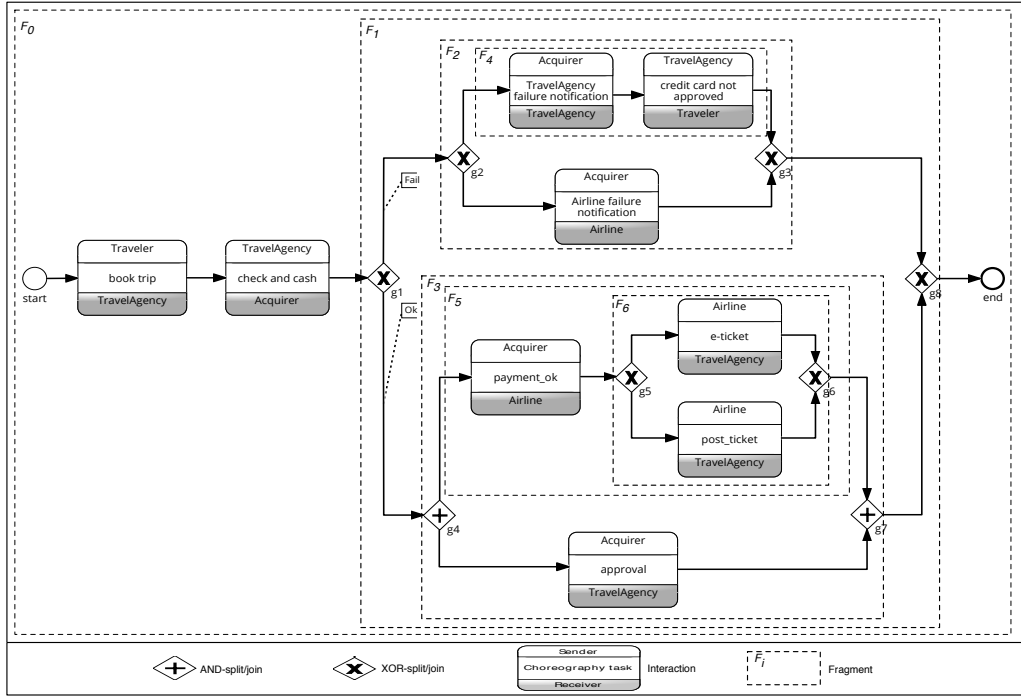 F0
F1
F2
F4
Acquirer
TravelAgency
failure notification
TravelAgency
TravelAgency
credit card not
approved
Traveler
g2
g3
Fail
Acquirer
Airline failure
notification
Airline
start
Traveler
book trip
TravelAgency
TravelAgency
check and cash
Acquirer
g1
g8
end
Ok
F3
F5
F6
Acquirer
payment_ok
Airline
Airline
e-ticket
TravelAgency
g5
g6
Airline
post_ticket
TravelAgency
g4
g7
Acquirer
approval
TravelAgency
AND-split/join
XOR-split/join
Sender
Choreography task
Receiver
Interaction
Fi
Fragment